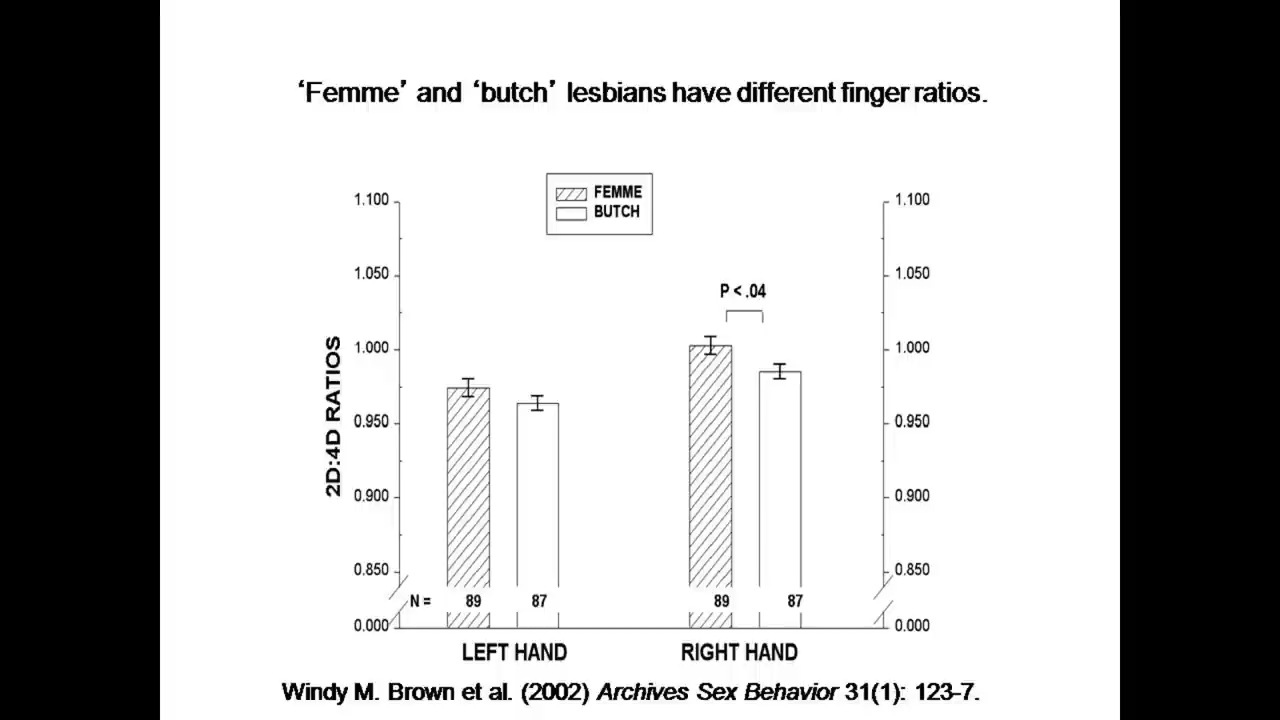 ‘Femme’ and ‘butch’ lesbians have different finger ratios.
FEMME
BUTCH
1.100
1.100
1.050
1.050
P < .04
1.000
1.000
2D:4D RATIOS
0.950
0.950
0.900
0.900
0.850
0.850
N = 89 87 89 87
0.000
0.000
LEFT HAND RIGHT HAND
Windy M. Brown et al. (2002) Archives Sex Behavior 31(1): 123-7.